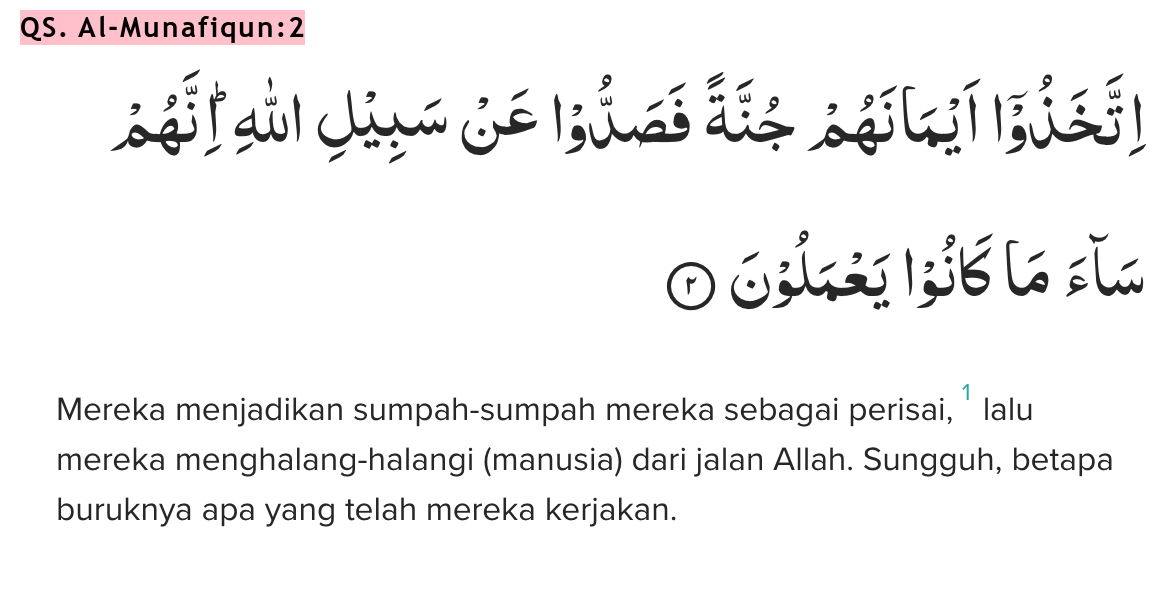 QS. Al-Munafiqun:2
اِتَّخَذُوْٓا اَيْمَانَهُمْ جُنَّةً فَصَدُّوْا عَنْ سَبِيْلِ اللّٰهِ ۗاِنَّهُمْ
سَاۤءَ مَا كَانُوْا يَعْمَلُوْنَ ٢
Mereka menjadikan sumpah-sumpah mereka sebagai perisai, 1 lalu
mereka menghalang-halangi (manusia) dari jalan Allah. Sungguh, betapa
buruknya apa yang telah mereka kerjakan.